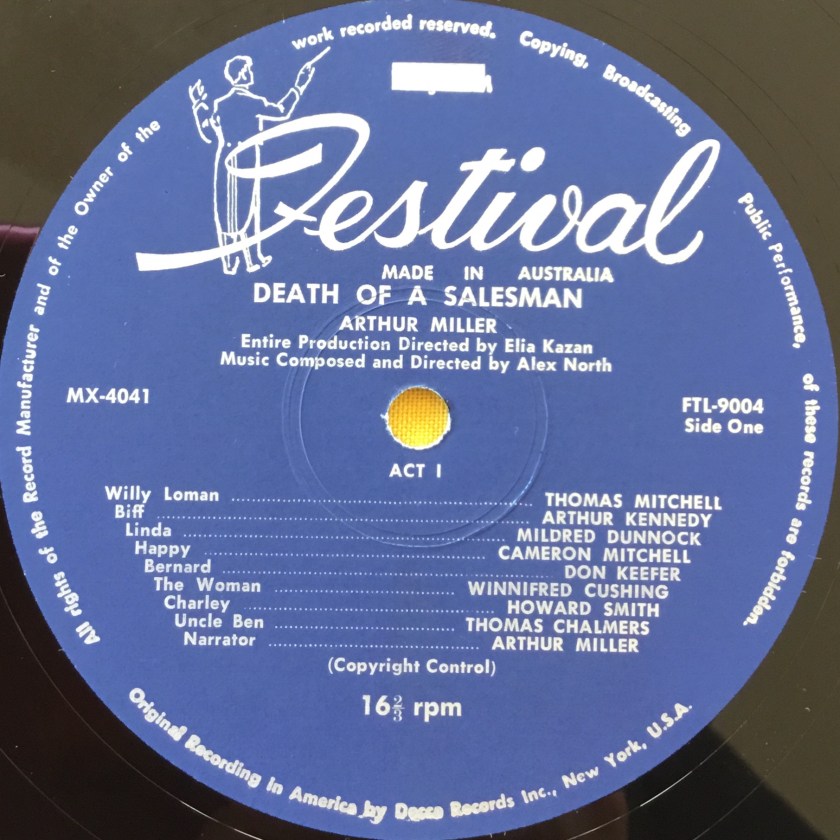 All rights of the Record Manufacturer and of the Owner of the work recorded reserved. Copying, Broadcasting Public Performance, of these records are forbidden.
Festival
MADE IN AUSTRALIA
DEATH OF A SALESMAN
ARTHUR MILLER
Entire Production Directed by Elia Kazan
Music Composed and Directed by Alex North
MX-4041
FTL-9004
Side One
ACT I
Willy Loman ........ THOMAS MITCHELL
Biff ........ ARTHUR KENNEDY
Linda ........ MILDRED DUNNOCK
Happy ........ CAMERON MITCHELL
Bernard ........ DON KEEFER
The Woman ........ WINNIFRED CUSHING
Charley ........ HOWARD SMITH
Uncle Ben ........ THOMAS CHALMERS
Narrator ........ ARTHUR MILLER
(Copyright Control)
16⅔ rpm
Original Recording in America by Decca Records Inc., New York, U.S.A.